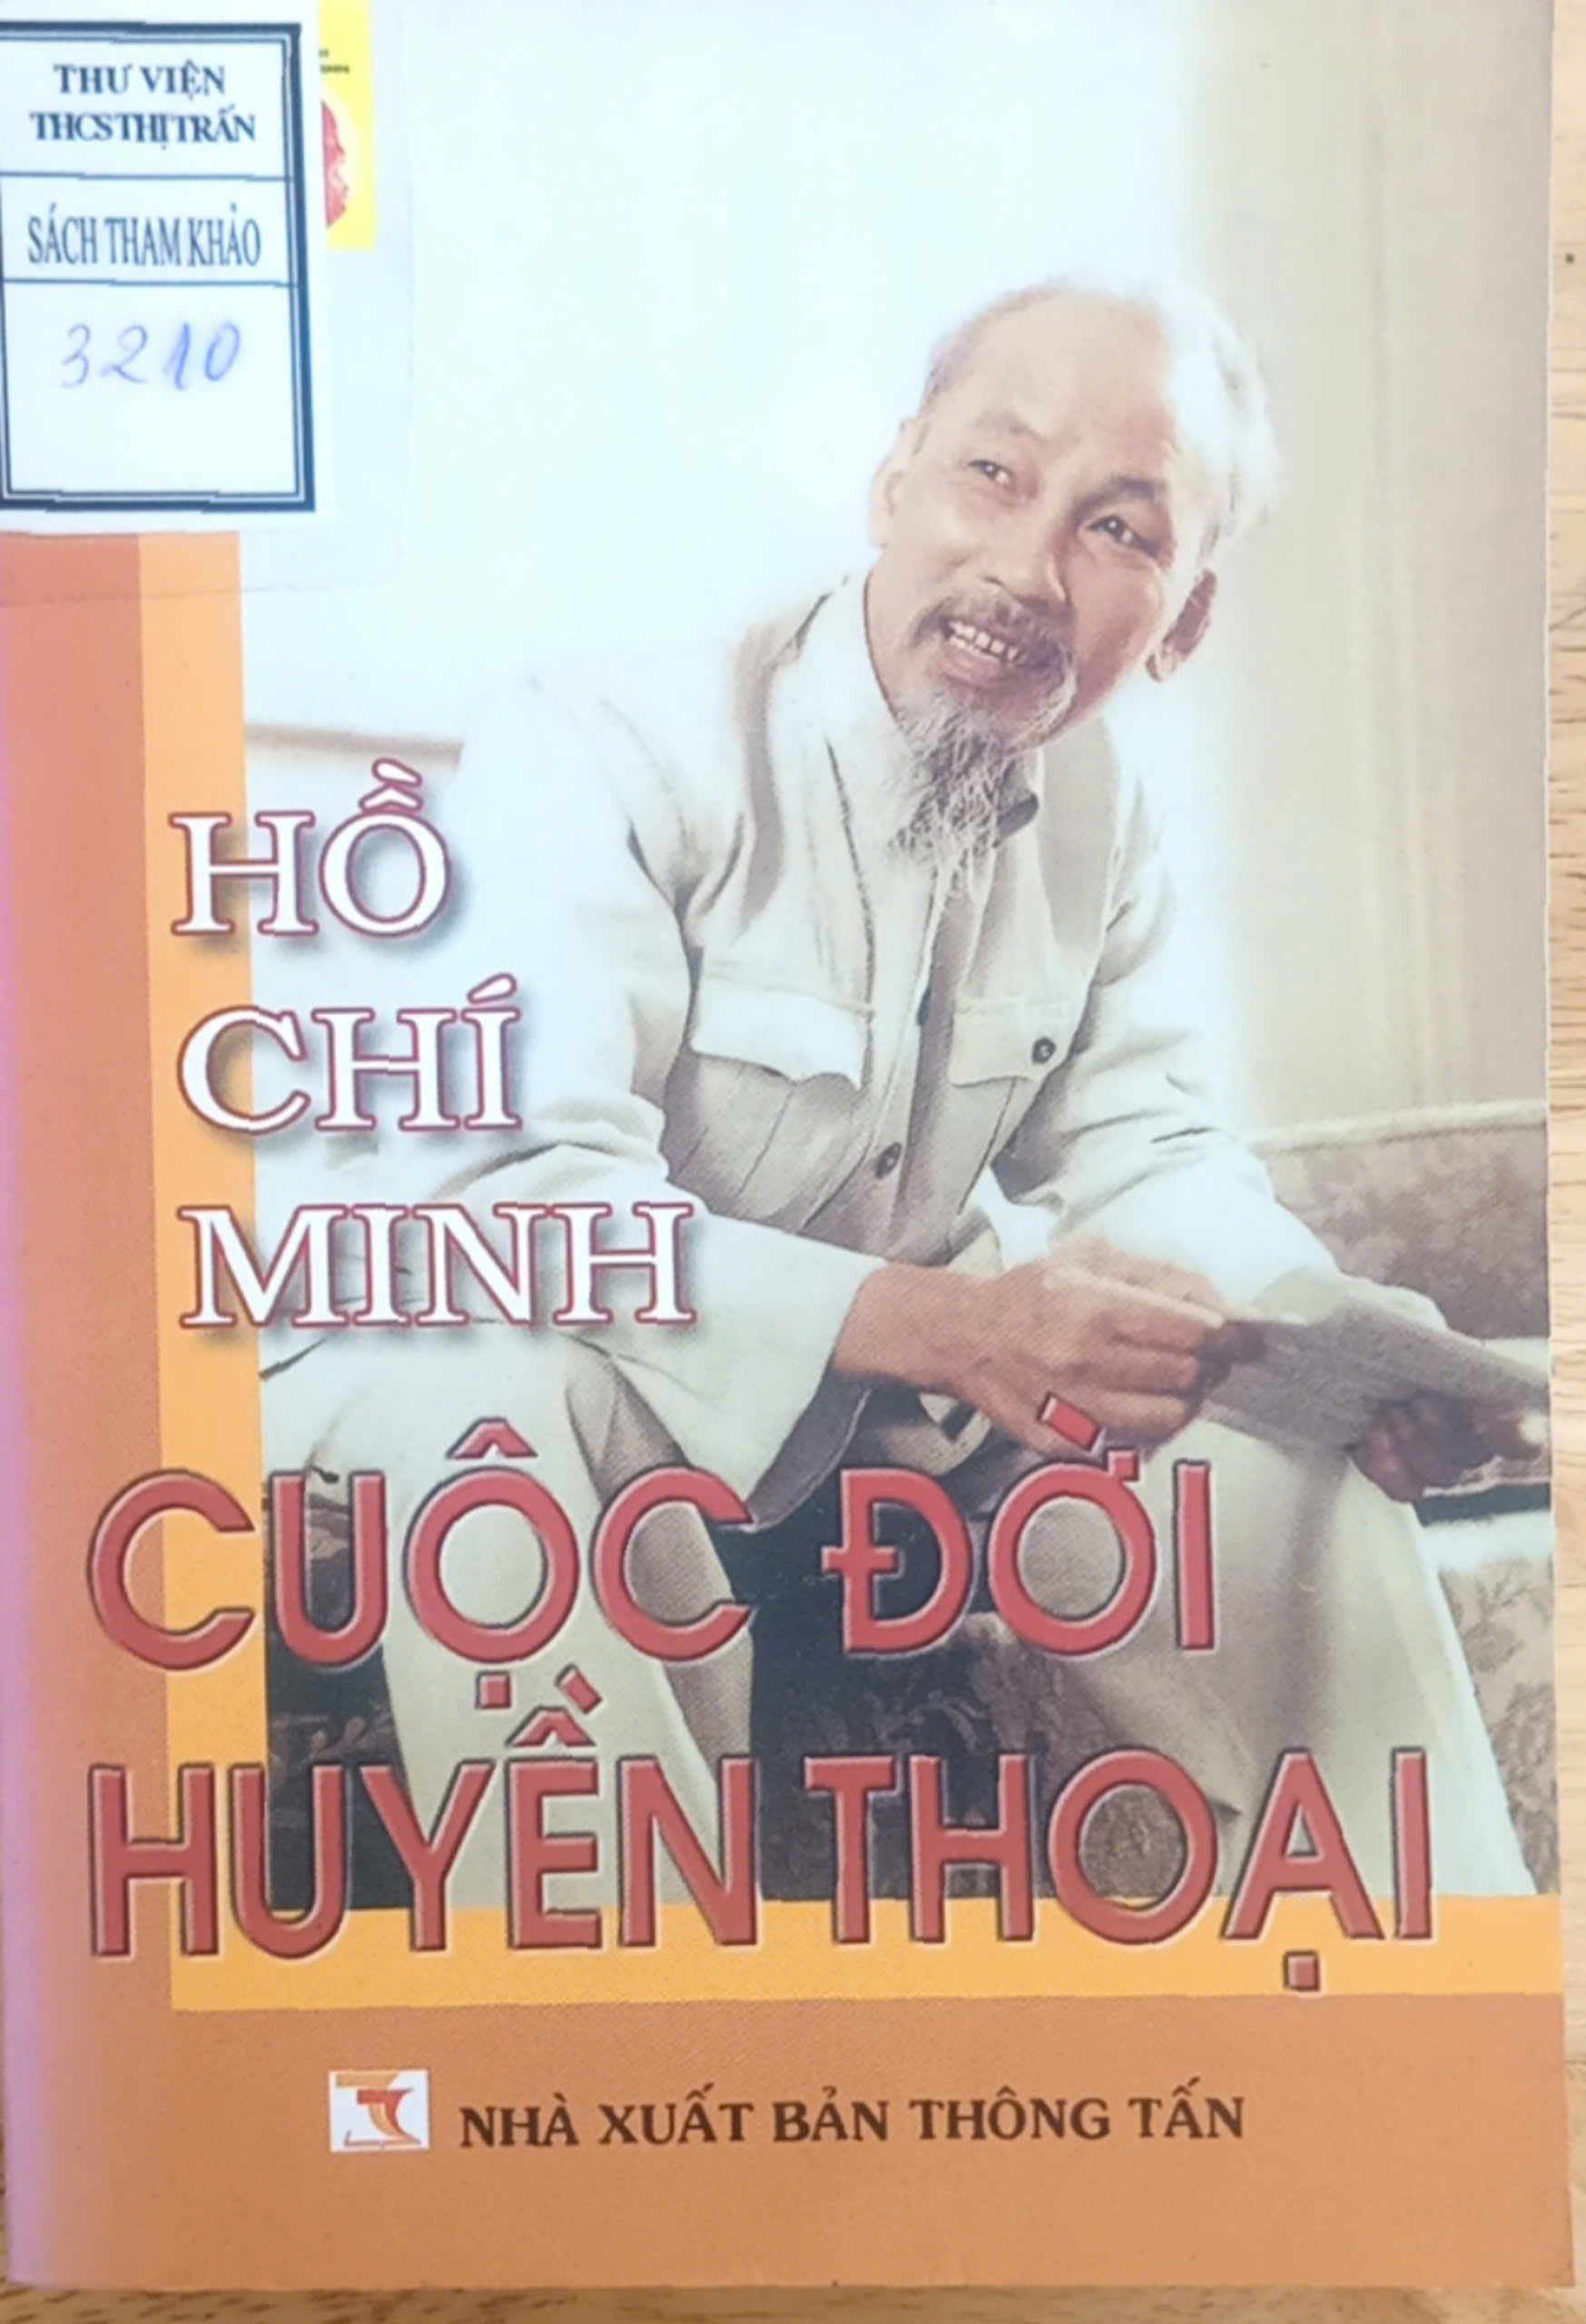 THƯ VIỆN
THCS THỊ TRẤN
SÁCH THAM KHẢO
3210
HỒ
CHÍ
MINH
CUỘC ĐỜI
HUYỀN THOẠI
NHÀ XUẤT BẢN THÔNG TẤN